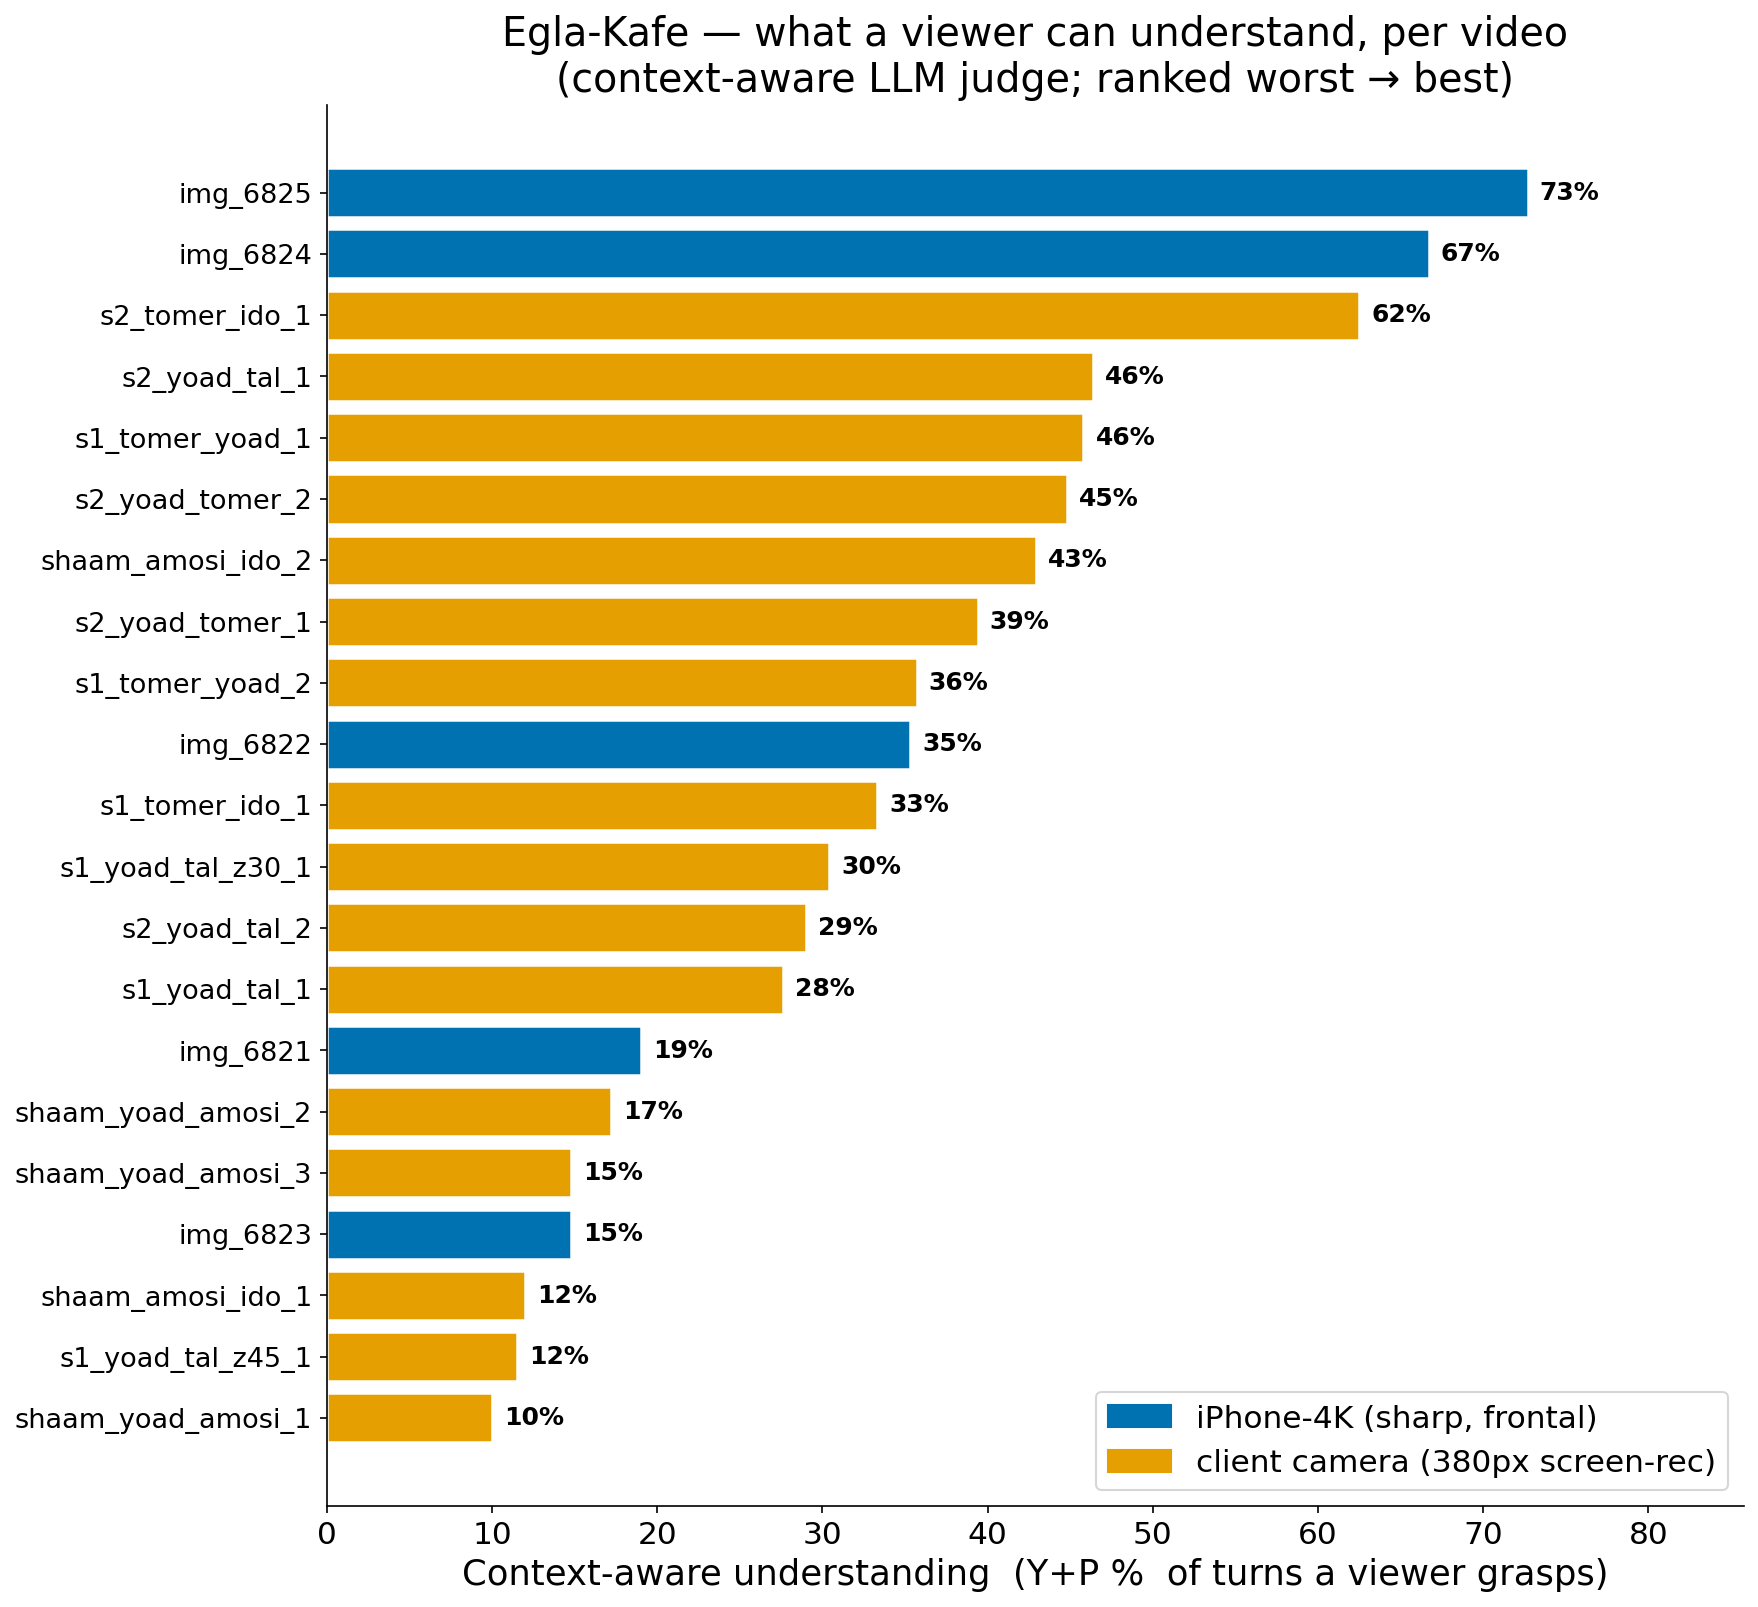 Egla-Kafe — what a viewer can understand, per video
(context-aware LLM judge; ranked worst → best)
img_6825 73%
img_6824 67%
s2_tomer_ido_1 62%
s2_yoad_tal_1 46%
s1_tomer_yoad_1 46%
s2_yoad_tomer_2 45%
shaam_amosi_ido_2 43%
s2_yoad_tomer_1 39%
s1_tomer_yoad_2 36%
img_6822 35%
s1_tomer_ido_1 33%
s1_yoad_tal_z30_1 30%
s2_yoad_tal_2 29%
s1_yoad_tal_1 28%
img_6821 19%
shaam_yoad_amosi_2 17%
shaam_yoad_amosi_3 15%
img_6823 15%
shaam_amosi_ido_1 12%
s1_yoad_tal_z45_1 12%
shaam_yoad_amosi_1 10%
iPhone-4K (sharp, frontal)
client camera (380px screen-rec)
0 10 20 30 40 50 60 70 80
Context-aware understanding  (Y+P %  of turns a viewer grasps)